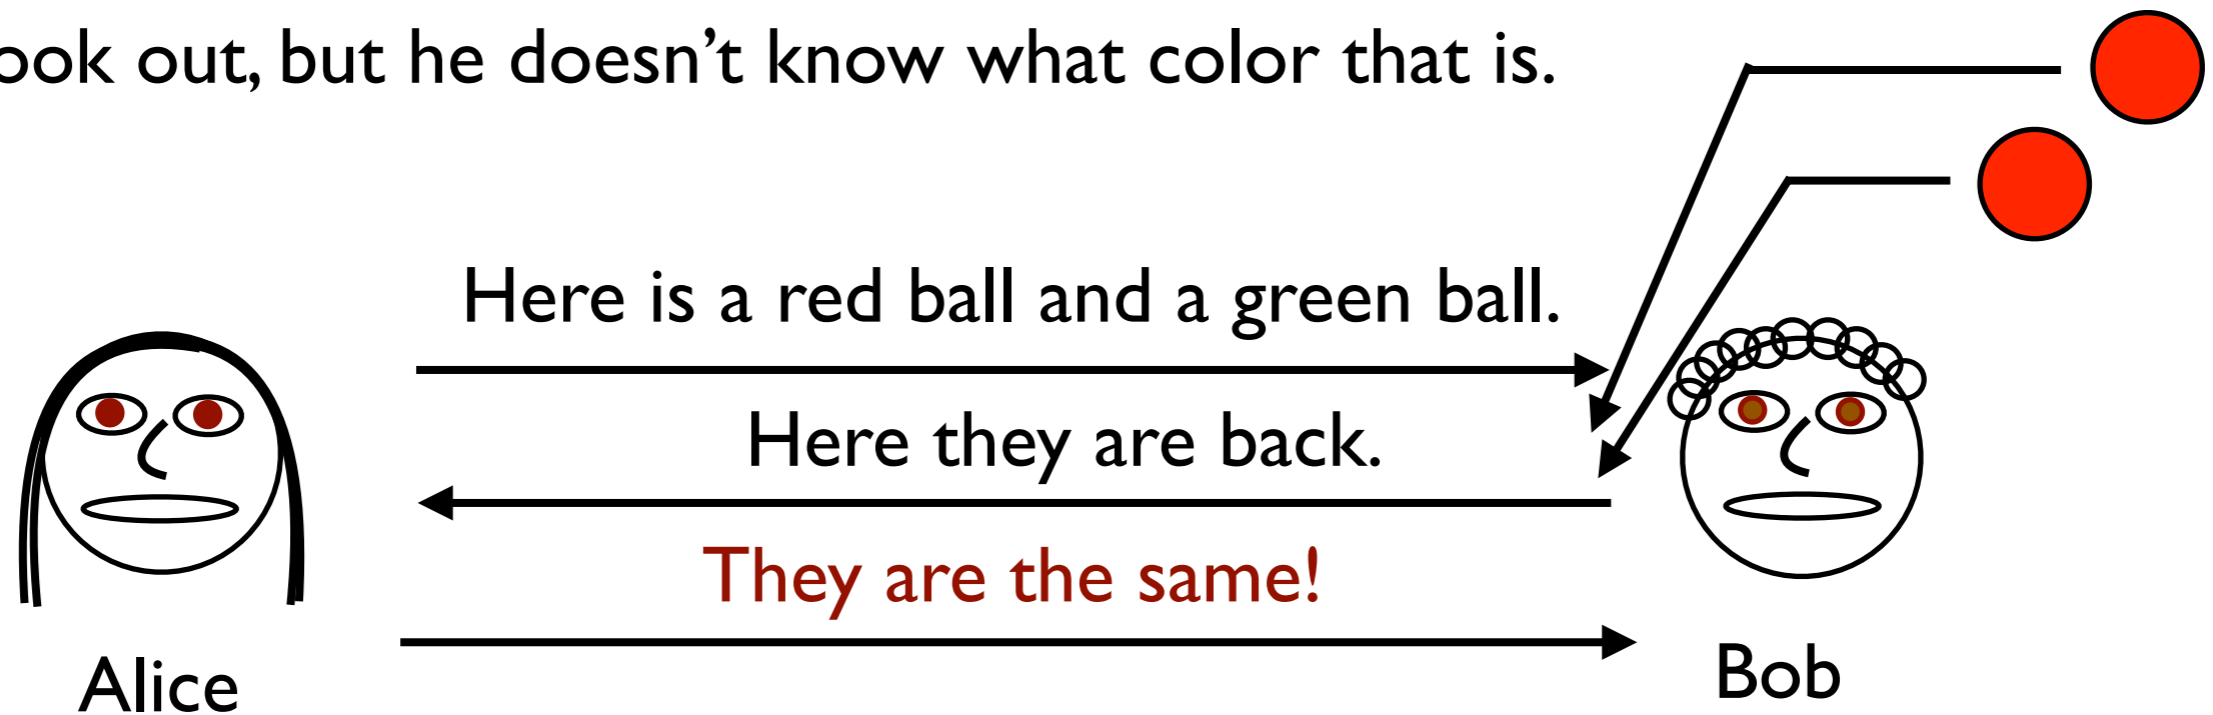 ook out, but he doesn't know what color that is.
Here is a red ball and a green ball.
Here they are back.
They are the same!
Alice
Bob